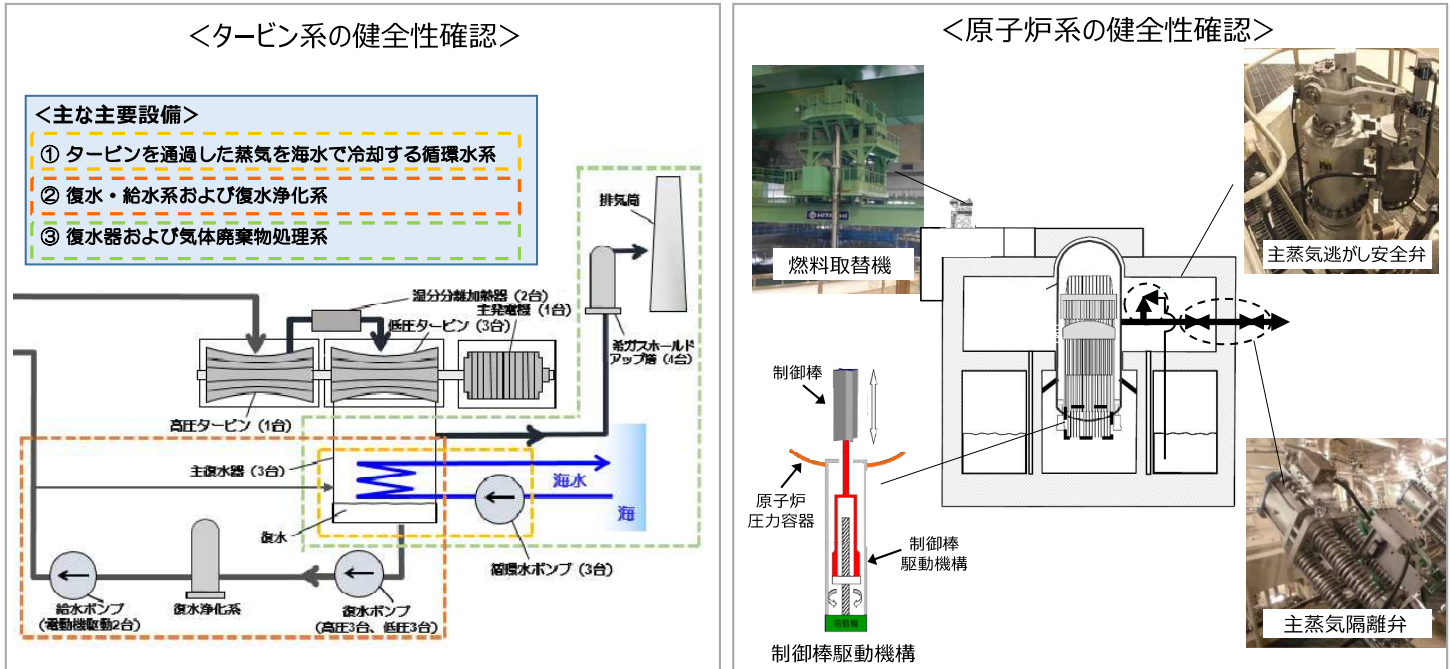 ＜タービン系の健全性確認＞
＜主な主要設備＞
① タービンを通過した蒸気を海水で冷却する循環水系
② 復水・給水系および復水浄化系
③ 復水器および気体廃棄物処理系
排気筒
湿分分離加熱器（2台）
主発電機（1台）
低圧タービン（3台）
希ガスホールド
アップ塔（4台）
高圧タービン（1台）
主復水器（3台）
海水
海
復水
循環水ポンプ（3台）
給水ポンプ
（電動機駆動2台）
復水浄化系
復水ポンプ
（高圧3台、低圧3台）
＜原子炉系の健全性確認＞
HITACHI
燃料取替機
主蒸気逃がし安全弁
制御棒
原子炉
圧力容器
制御棒
駆動機構
電動機
制御棒駆動機構
主蒸気隔離弁